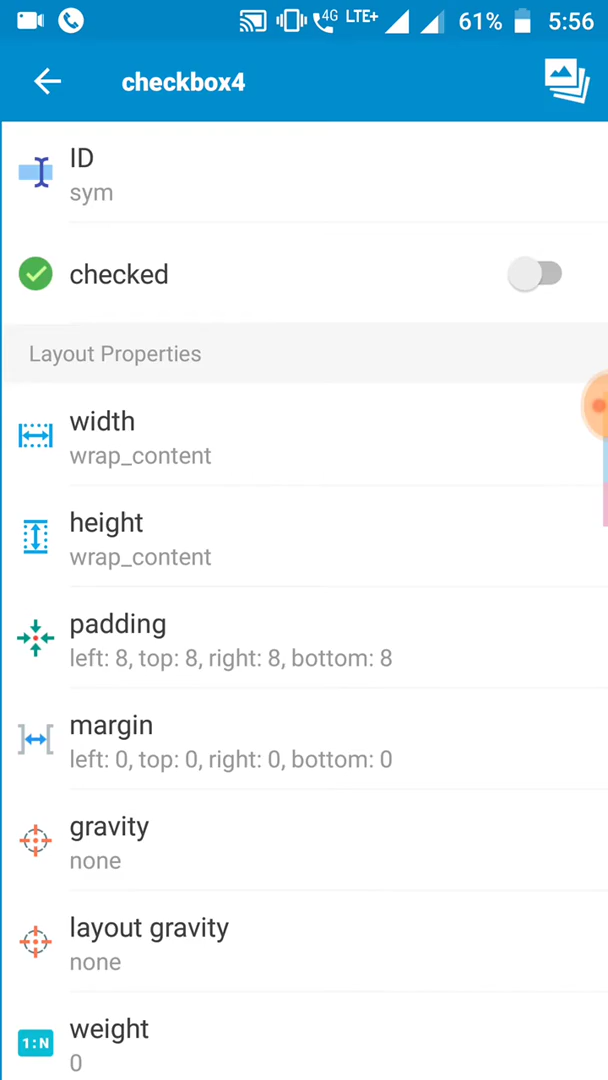 4G LTE+ 61% 5:56
checkbox4
ID
sym
checked
Layout Properties
width
wrap_content
height
wrap_content
padding
left: 8, top: 8, right: 8, bottom: 8
margin
left: 0, top: 0, right: 0, bottom: 0
gravity
none
layout gravity
none
1:N weight
0